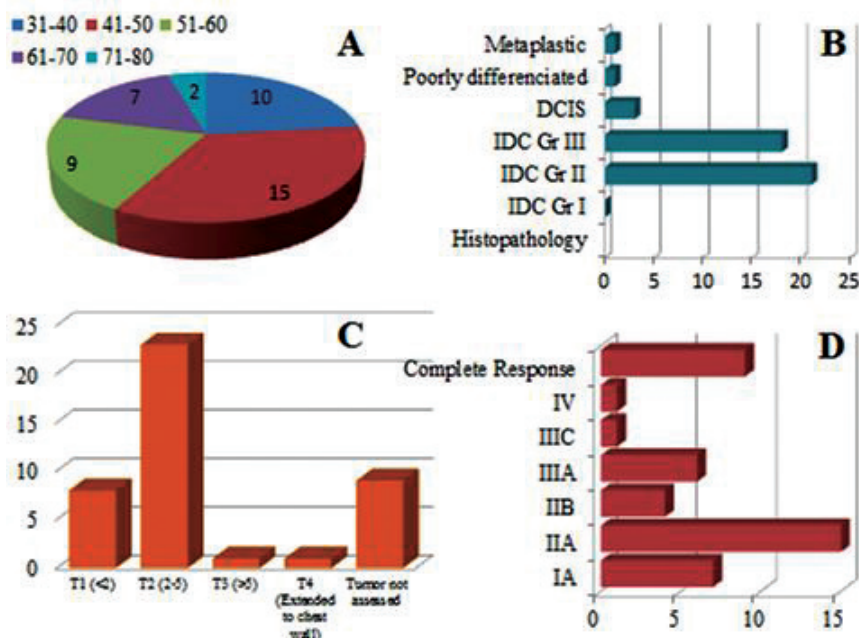 31-40 41-50 51-60
61-70 71-80
A
10
15
9
7
2
B
Metaplastic
Poorly differenciated
DCIS
IDC Gr III
IDC Gr II
IDC Gr I
Histopathology
0 5 10 15 20 25
C
25
20
15
10
5
0
T1 (<2) T2 (2-5) T3 (>5) T4 (Extended to chest wall) Tumor not assessed
D
Complete Response
IV
IIIC
IIIA
IIB
IIA
IA
0 5 10 15